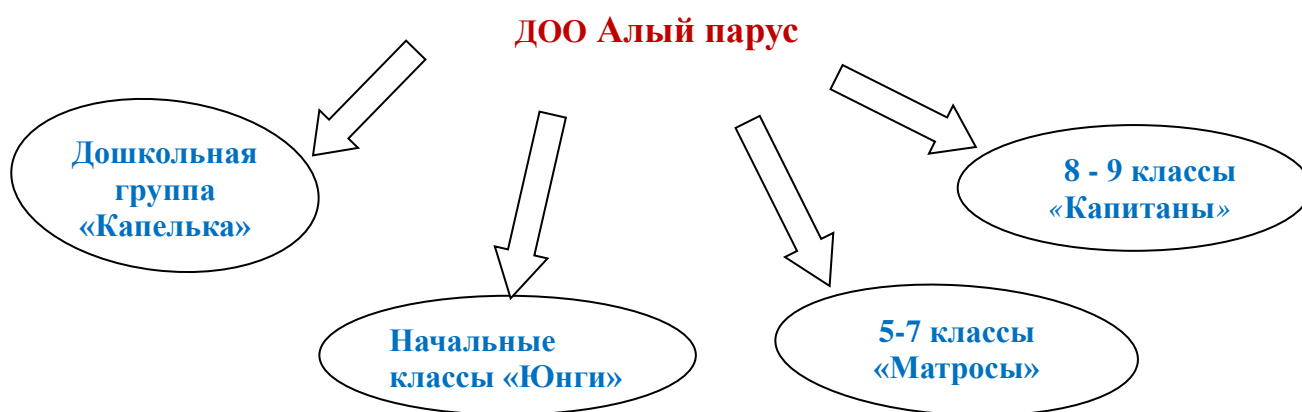 ДОО Алый парус
Дошкольная
группа
«Капелька»
Начальные
классы «Юнги»
5-7 классы
«Матросы»
8 - 9 классы
«Капитаны»